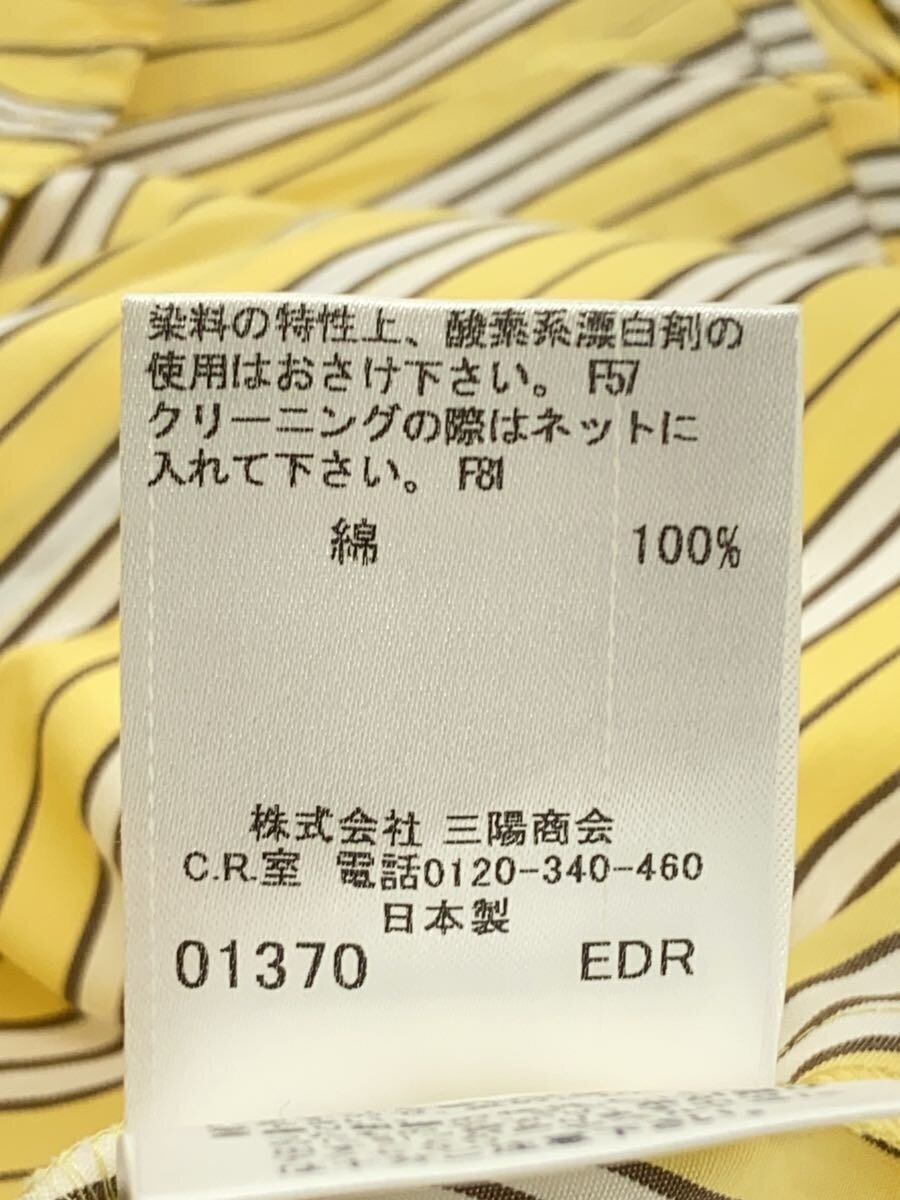 染料の特性上、酸素系漂白剤の
使用はおさけ下さい。 F57
クリーニングの際はネットに
入れて下さい。 F81
綿 100%
株式会社 三陽商会
C.R.室 電話0120-340-460
日本製
01370 EDR